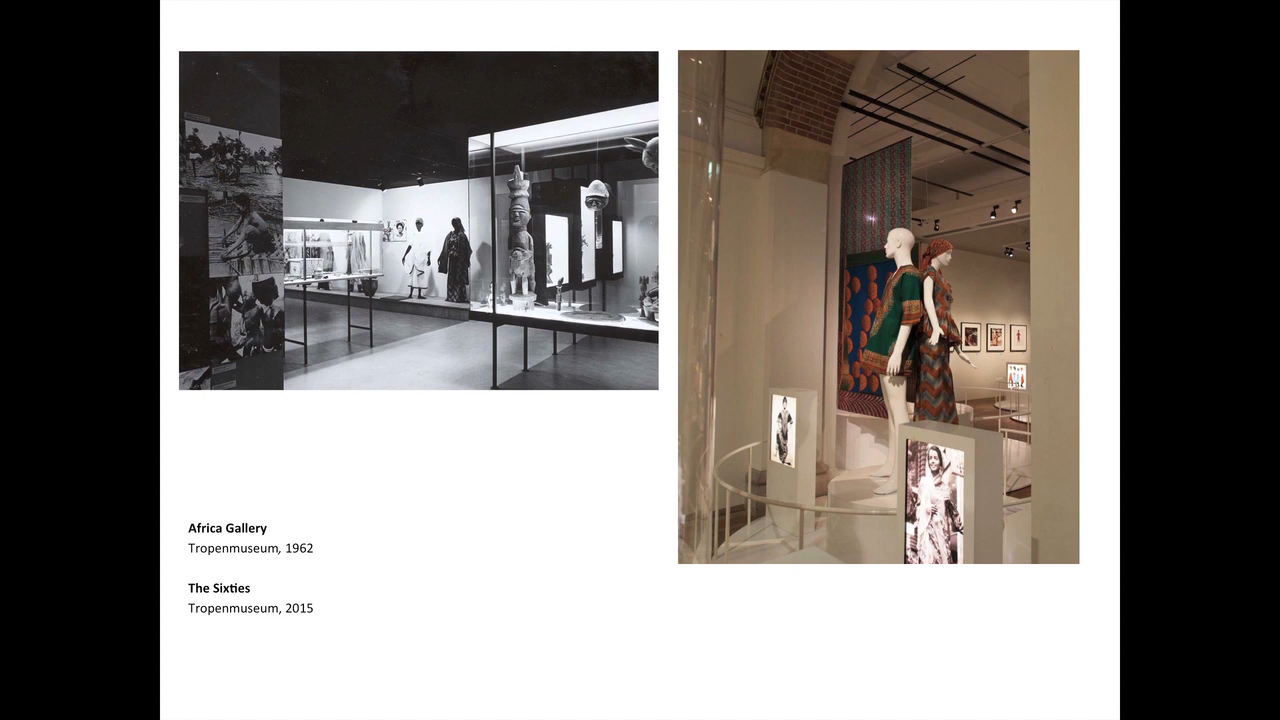 Africa Gallery
Tropenmuseum, 1962
The Sixties
Tropenmuseum, 2015